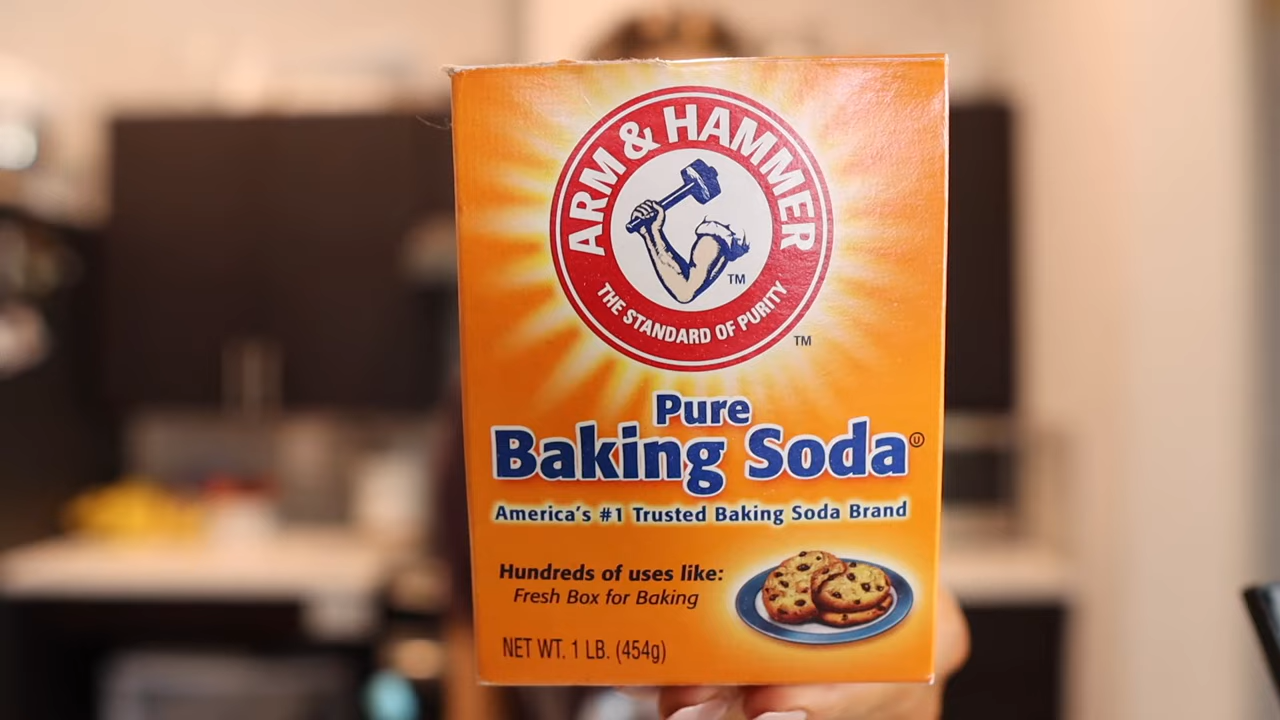 ARM & HAMMER
THE STANDARD OF PURITY
TM
TM
Pure
Baking Soda Ⓤ
America's #1 Trusted Baking Soda Brand
Hundreds of uses like:
Fresh Box for Baking
NET WT. 1 LB. (454g)